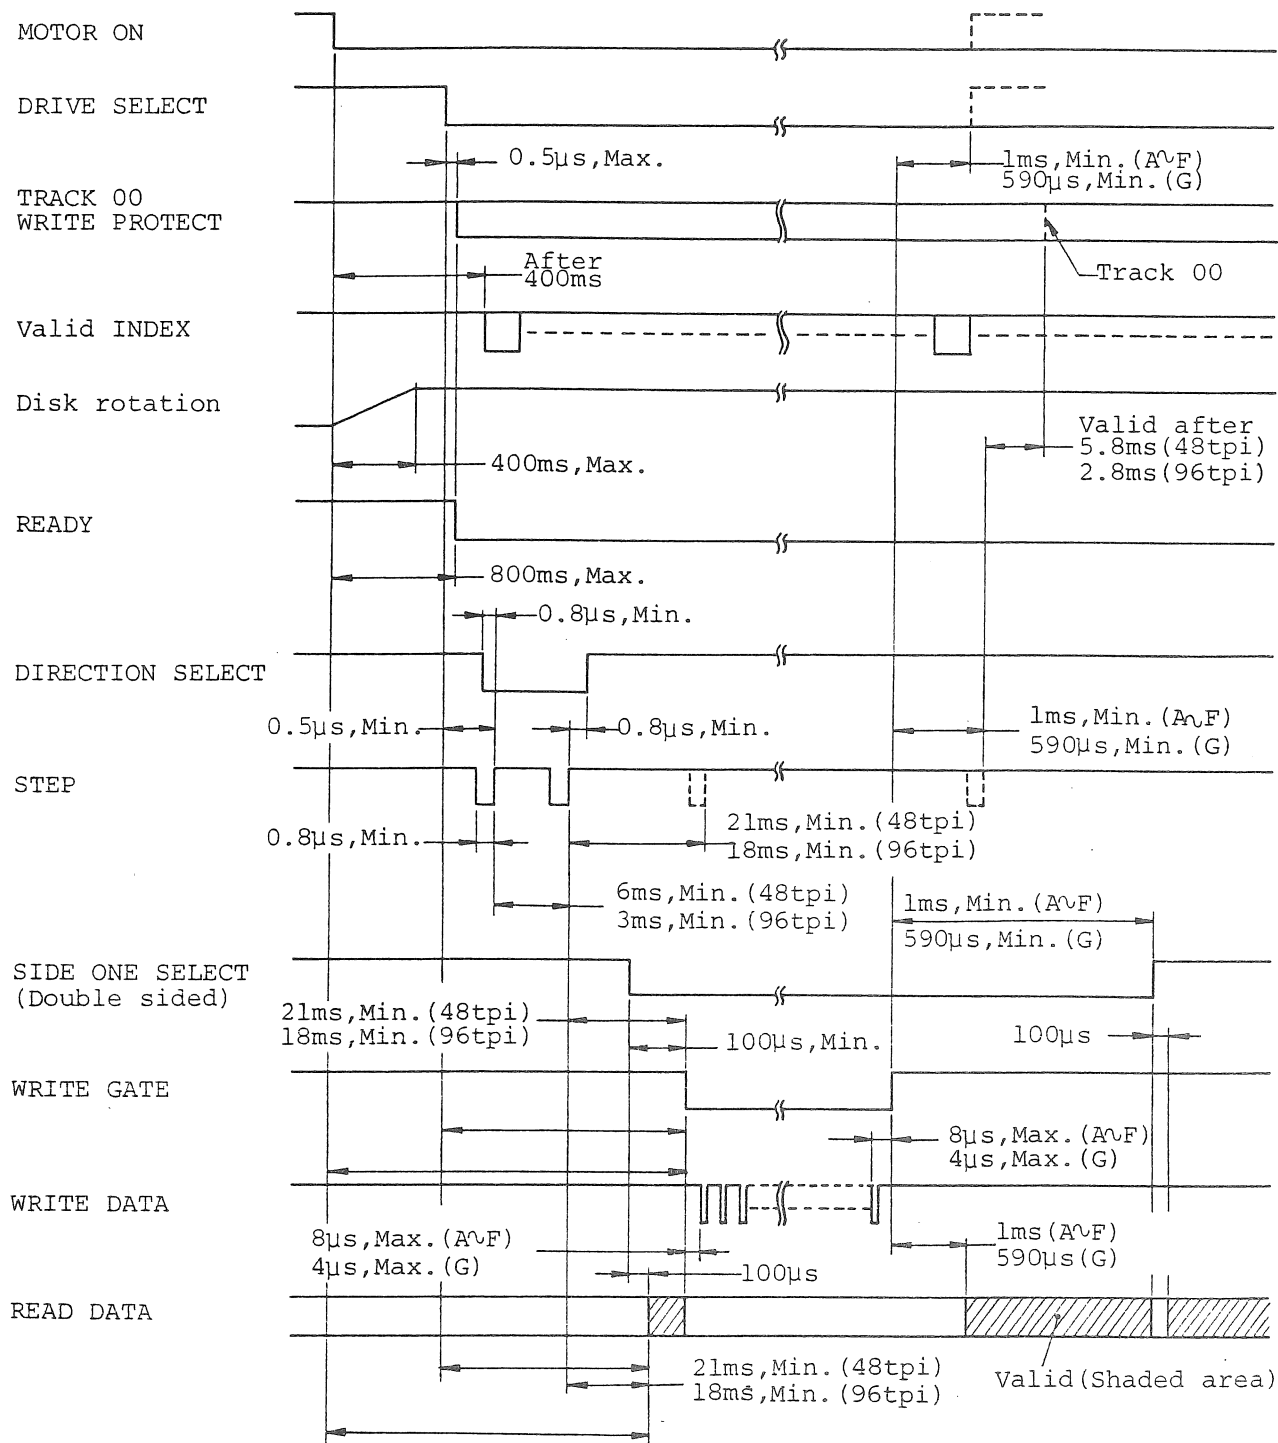 MOTOR ON
DRIVE SELECT
0.5µs,Max.
1ms,Min.(A∿F)
590µs,Min.(G)
TRACK 00
WRITE PROTECT
After
400ms
Track 00
Valid INDEX
Disk rotation
Valid after
5.8ms(48tpi)
2.8ms(96tpi)
400ms,Max.
READY
800ms,Max.
0.8µs,Min.
DIRECTION SELECT
0.5µs,Min.
0.8µs,Min.
1ms,Min.(A∿F)
590µs,Min.(G)
STEP
0.8µs,Min.
21ms,Min.(48tpi)
18ms,Min.(96tpi)
6ms,Min.(48tpi)
3ms,Min.(96tpi)
1ms,Min.(A∿F)
590µs,Min.(G)
SIDE ONE SELECT
(Double sided)
21ms,Min.(48tpi)
18ms,Min.(96tpi)
100µs,Min.
100µs
WRITE GATE
8µs,Max.(A∿F)
4µs,Max.(G)
WRITE DATA
8µs,Max.(A∿F)
4µs,Max.(G)
100µs
1ms(A∿F)
590µs(G)
READ DATA
21ms,Min.(48tpi)
18ms,Min.(96tpi)
Valid(Shaded area)